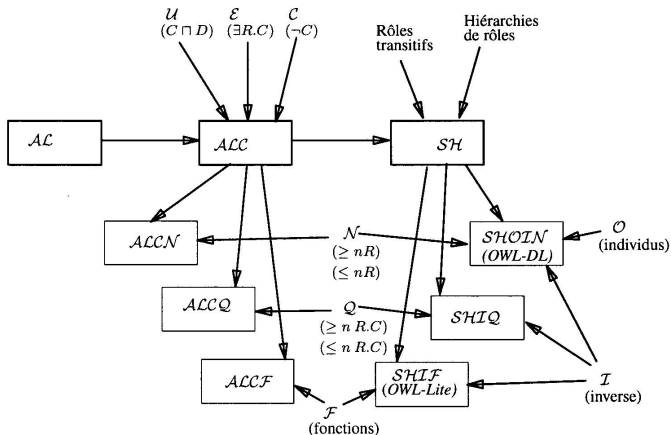 𝒰 ℰ 𝒞
(C ⊓ D) (∃R.C) (¬C)
Rôles
transitifs
Hiérarchies
de rôles
𝒜ℒ
𝒜ℒ𝒞
𝒮ℋ
𝒜ℒ𝒞𝒩
𝒩
(≥ nR)
(≤ nR)
𝒮ℋ𝒪ℐ𝒩
(OWL-DL)
𝒪
(individus)
𝒜ℒ𝒞𝒬
𝒬
(≥ n R.C)
(≤ n R.C)
𝒮ℋℐ𝒬
𝒜ℒ𝒞ℱ
ℱ
(fonctions)
𝒮ℋℐℱ
(OWL-Lite)
ℐ
(inverse)